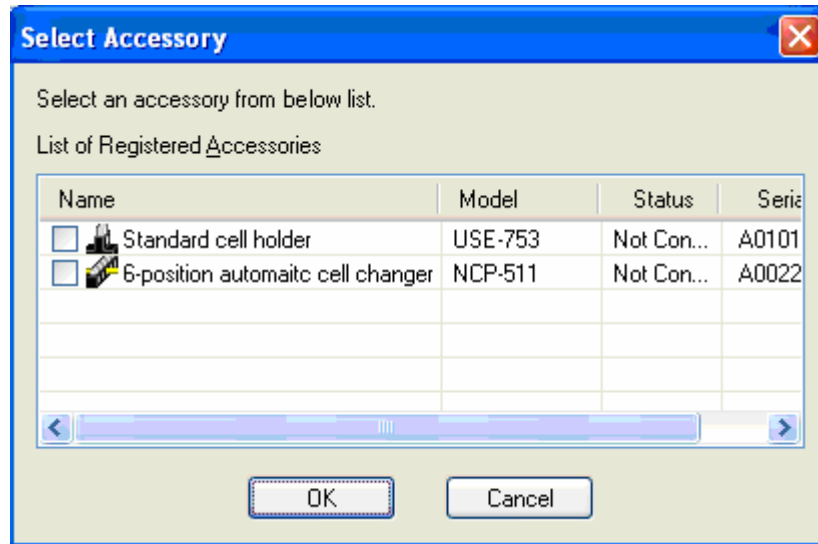 Select Accessory
Select an accessory from below list.
List of Registered Accessories
Name Model Status Seria
Standard cell holder USE-753 Not Con... A0101
6-position automaitc cell changer NCP-511 Not Con... A0022
OK Cancel